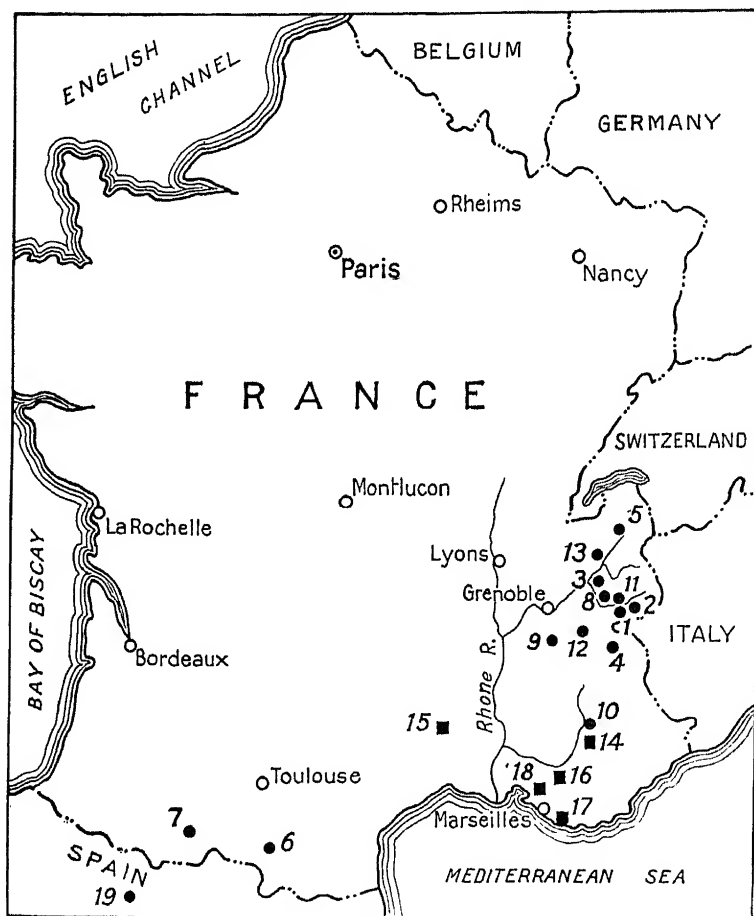 ENGLISH
CHANNEL
BELGIUM
GERMANY
Rheims
Paris
Nancy
FRANCE
SWITZERLAND
Montlucon
La Rochelle
BAY OF BISCAY
Lyons
5
13
3
Grenoble
8
11
2
1
ITALY
Bordeaux
9
12
4
Rhone R.
10
15
14
Toulouse
18
16
Marseilles
17
7
6
SPAIN
19
MEDITERRANEAN SEA